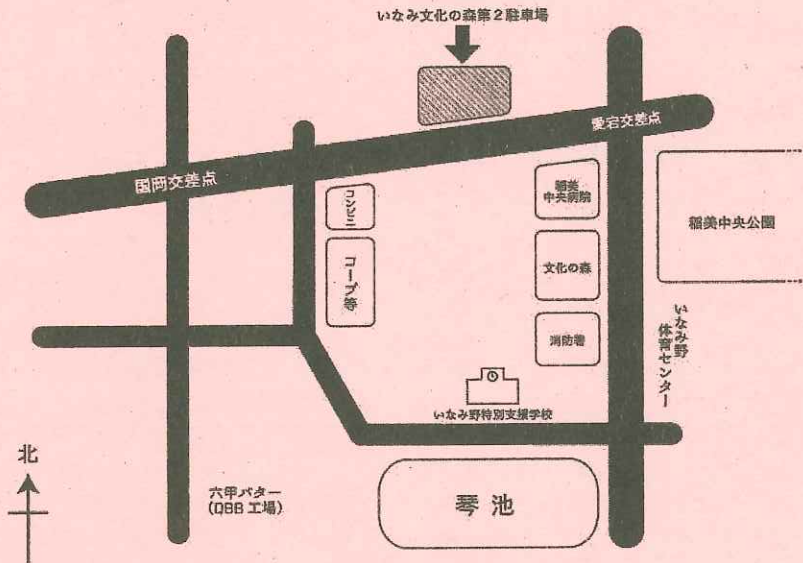 いなみ文化の森第2駐車場
愛宕交差点
国岡交差点
コンビニ
稲美
中央病院
稲美中央公園
コープ等
文化の森
いなみ野
体育センター
消防署
いなみ野特別支援学校
北
六甲バター
(QBB工場)
琴池